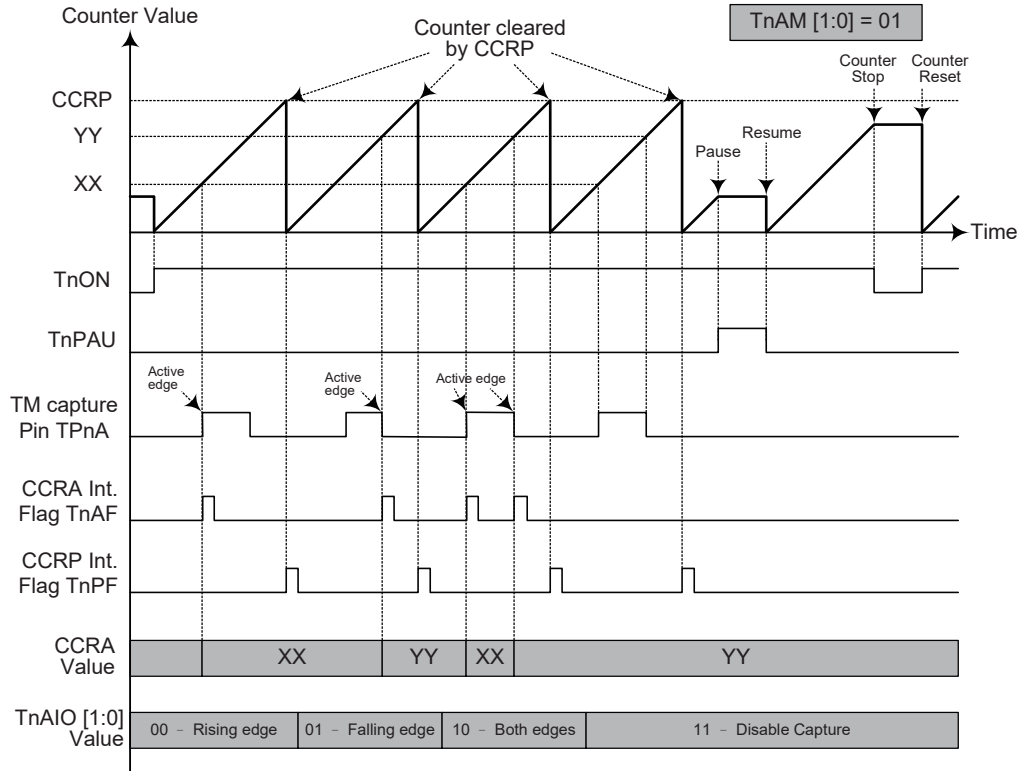 Counter Value
TnAM [1:0] = 01
Counter cleared
by CCRP
Counter
Stop
Counter
Reset
CCRP
YY
XX
Pause
Resume
Time
TnON
TnPAU
Active
edge
Active
edge
Active edge
TM capture
Pin TPnA
CCRA Int.
Flag TnAF
CCRP Int.
Flag TnPF
CCRA
Value
XX
YY
XX
YY
TnAIO [1:0]
Value
00 – Rising edge
01 – Falling edge
10 – Both edges
11 – Disable Capture